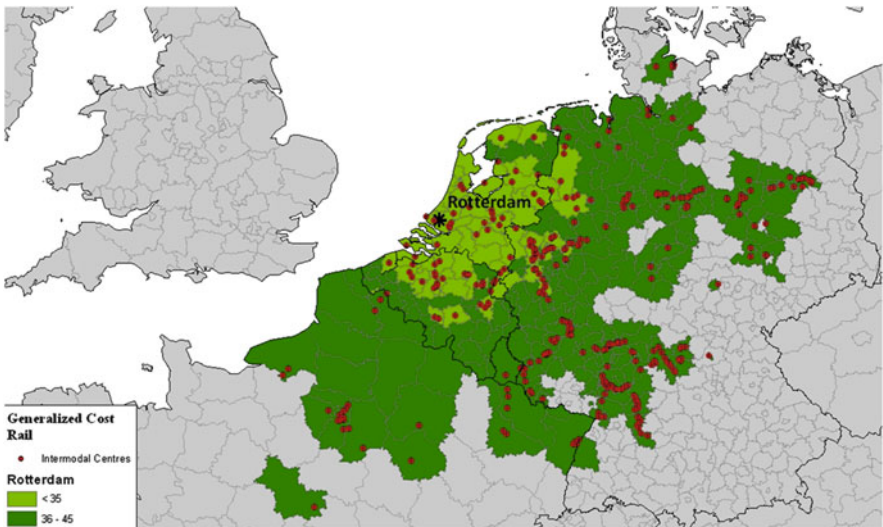 Rotterdam
Generalized Cost
Rail
Intermodal Centres
Rotterdam
< 35
36 - 45